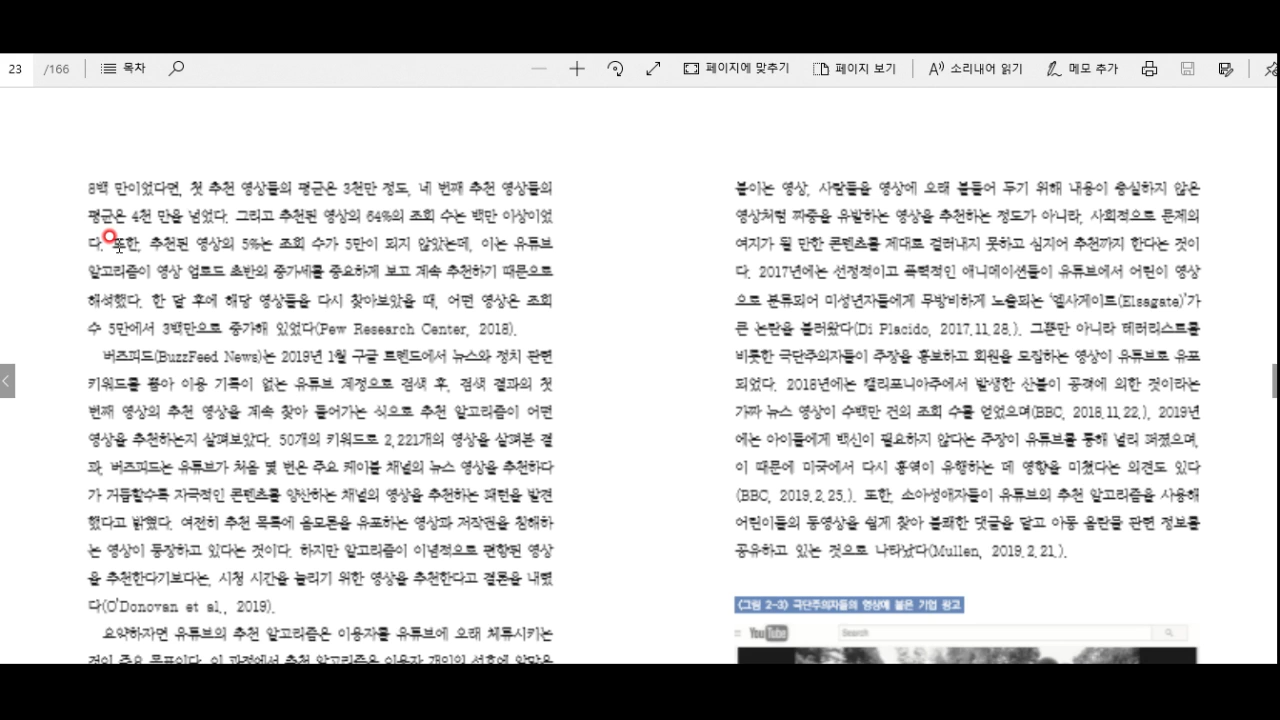 23 /166 목차 페이지에 맞추기 페이지 보기 소리내어 읽기 메모 추가
8백 만이었다면, 첫 추천 영상들의 평균은 3천만 정도, 네 번째 추천 영상들의
평균은 4천 만을 넘었다. 그리고 추천된 영상의 64%의 조회 수는 백만 이상이었
다. 또한, 추천된 영상의 5%는 조회 수가 5만이 되지 않았는데, 이는 유튜브
알고리즘이 영상 업로드 초반의 증가세를 중요하게 보고 계속 추천하기 때문으로
해석했다. 한 달 후에 해당 영상들을 다시 찾아보았을 때, 어떤 영상은 조회
수 5만에서 3백만으로 증가해 있었다(Pew Research Center, 2018).
버즈피드(BuzzFeed News)는 2019년 1월 구글 트렌드에서 뉴스와 정치 관련
키워드를 뽑아 이용 기록이 없는 유튜브 계정으로 검색 후, 검색 결과의 첫
번째 영상의 추천 영상을 계속 찾아 들어가는 식으로 추천 알고리즘이 어떤
영상을 추천하는지 살펴보았다. 50개의 키워드로 2,221개의 영상을 살펴본 결
과, 버즈피드는 유튜브가 처음 몇 번은 주요 케이블 채널의 뉴스 영상을 추천하다
가 거듭할수록 자극적인 콘텐츠를 양산하는 채널의 영상을 추천하는 패턴을 발견
했다고 밝혔다. 여전히 추천 목록에 음모론을 유포하는 영상과 저작권을 침해하
는 영상이 등장하고 있다는 것이다. 하지만 알고리즘이 이념적으로 편향된 영상
을 추천한다기보다는, 시청 시간을 늘리기 위한 영상을 추천한다고 결론을 내렸
다(O'Donovan et al., 2019).
요약하자면 유튜브의 추천 알고리즘은 이용자를 유튜브에 오래 체류시키는
것이 주요 목표이다. 이 과정에서 추천 알고리즘은 이용자 개인의 선호에 알맞은
붙이는 영상, 사람들을 영상에 오래 붙들어 두기 위해 내용이 충실하지 않은
영상처럼 짜증을 유발하는 영상을 추천하는 정도가 아니라, 사회적으로 문제의
여지가 될 만한 콘텐츠를 제대로 걸러내지 못하고 심지어 추천까지 한다는 것이
다. 2017년에는 선정적이고 폭력적인 애니메이션들이 유튜브에서 어린이 영상
으로 분류되어 미성년자들에게 무방비하게 노출되는 '엘사게이트(Elsagate)'가
큰 논란을 불러왔다(Di Placido, 2017.11.28.). 그뿐만 아니라 테러리스트를
비롯한 극단주의자들이 주장을 홍보하고 회원을 모집하는 영상이 유튜브로 유포
되었다. 2018년에는 캘리포니아주에서 발생한 산불이 공격에 의한 것이라는
가짜 뉴스 영상이 수백만 건의 조회 수를 얻었으며(BBC, 2018.11.22.), 2019년
에는 아이들에게 백신이 필요하지 않다는 주장이 유튜브를 통해 널리 퍼졌으며,
이 때문에 미국에서 다시 홍역이 유행하는 데 영향을 미쳤다는 의견도 있다
(BBC, 2019.2.25.). 또한, 소아성애자들이 유튜브의 추천 알고리즘을 사용해
어린이들의 동영상을 쉽게 찾아 불쾌한 댓글을 달고 아동 음란물 관련 정보를
공유하고 있는 것으로 나타났다(Mullen, 2019.2.21.).
〈그림 2-3〉 극단주의자들의 영상에 붙은 기업 광고
YouTube Search